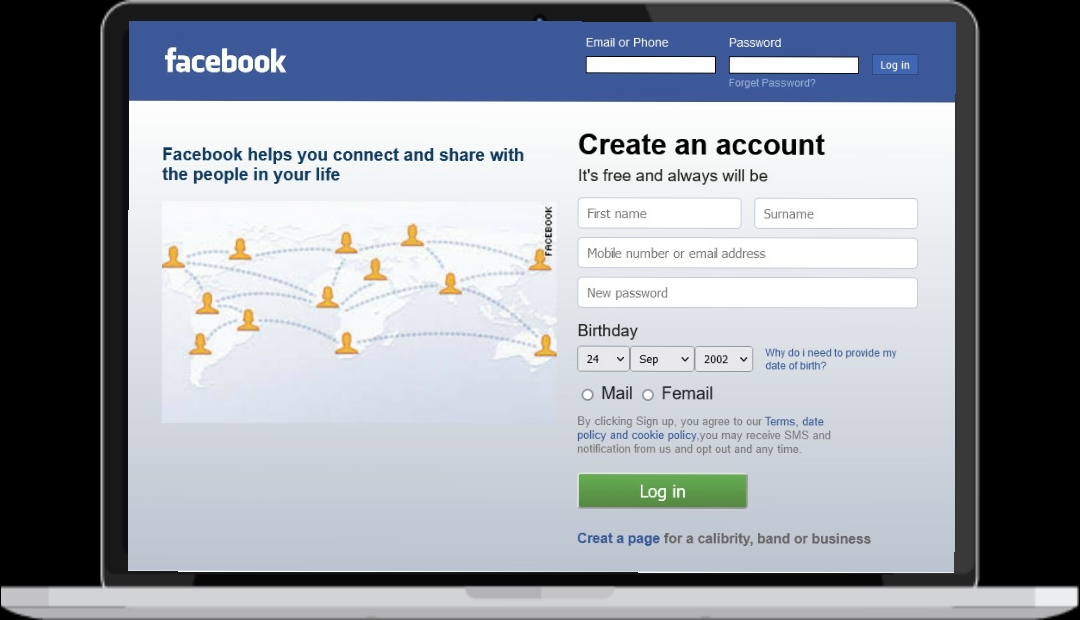 facebook
Email or Phone
Password
Log in
Forget Password?
Facebook helps you connect and share with
the people in your life
FACEBOOK
Create an account
It's free and always will be
First name
Surname
Mobile number or email address
New password
Birthday
24
Sep
2002
Why do i need to provide my
date of birth?
Mail
Femail
By clicking Sign up, you agree to our Terms, date
policy and cookie policy,you may receive SMS and
notification from us and opt out and any time.
Log in
Creat a page for a calibrity, band or business